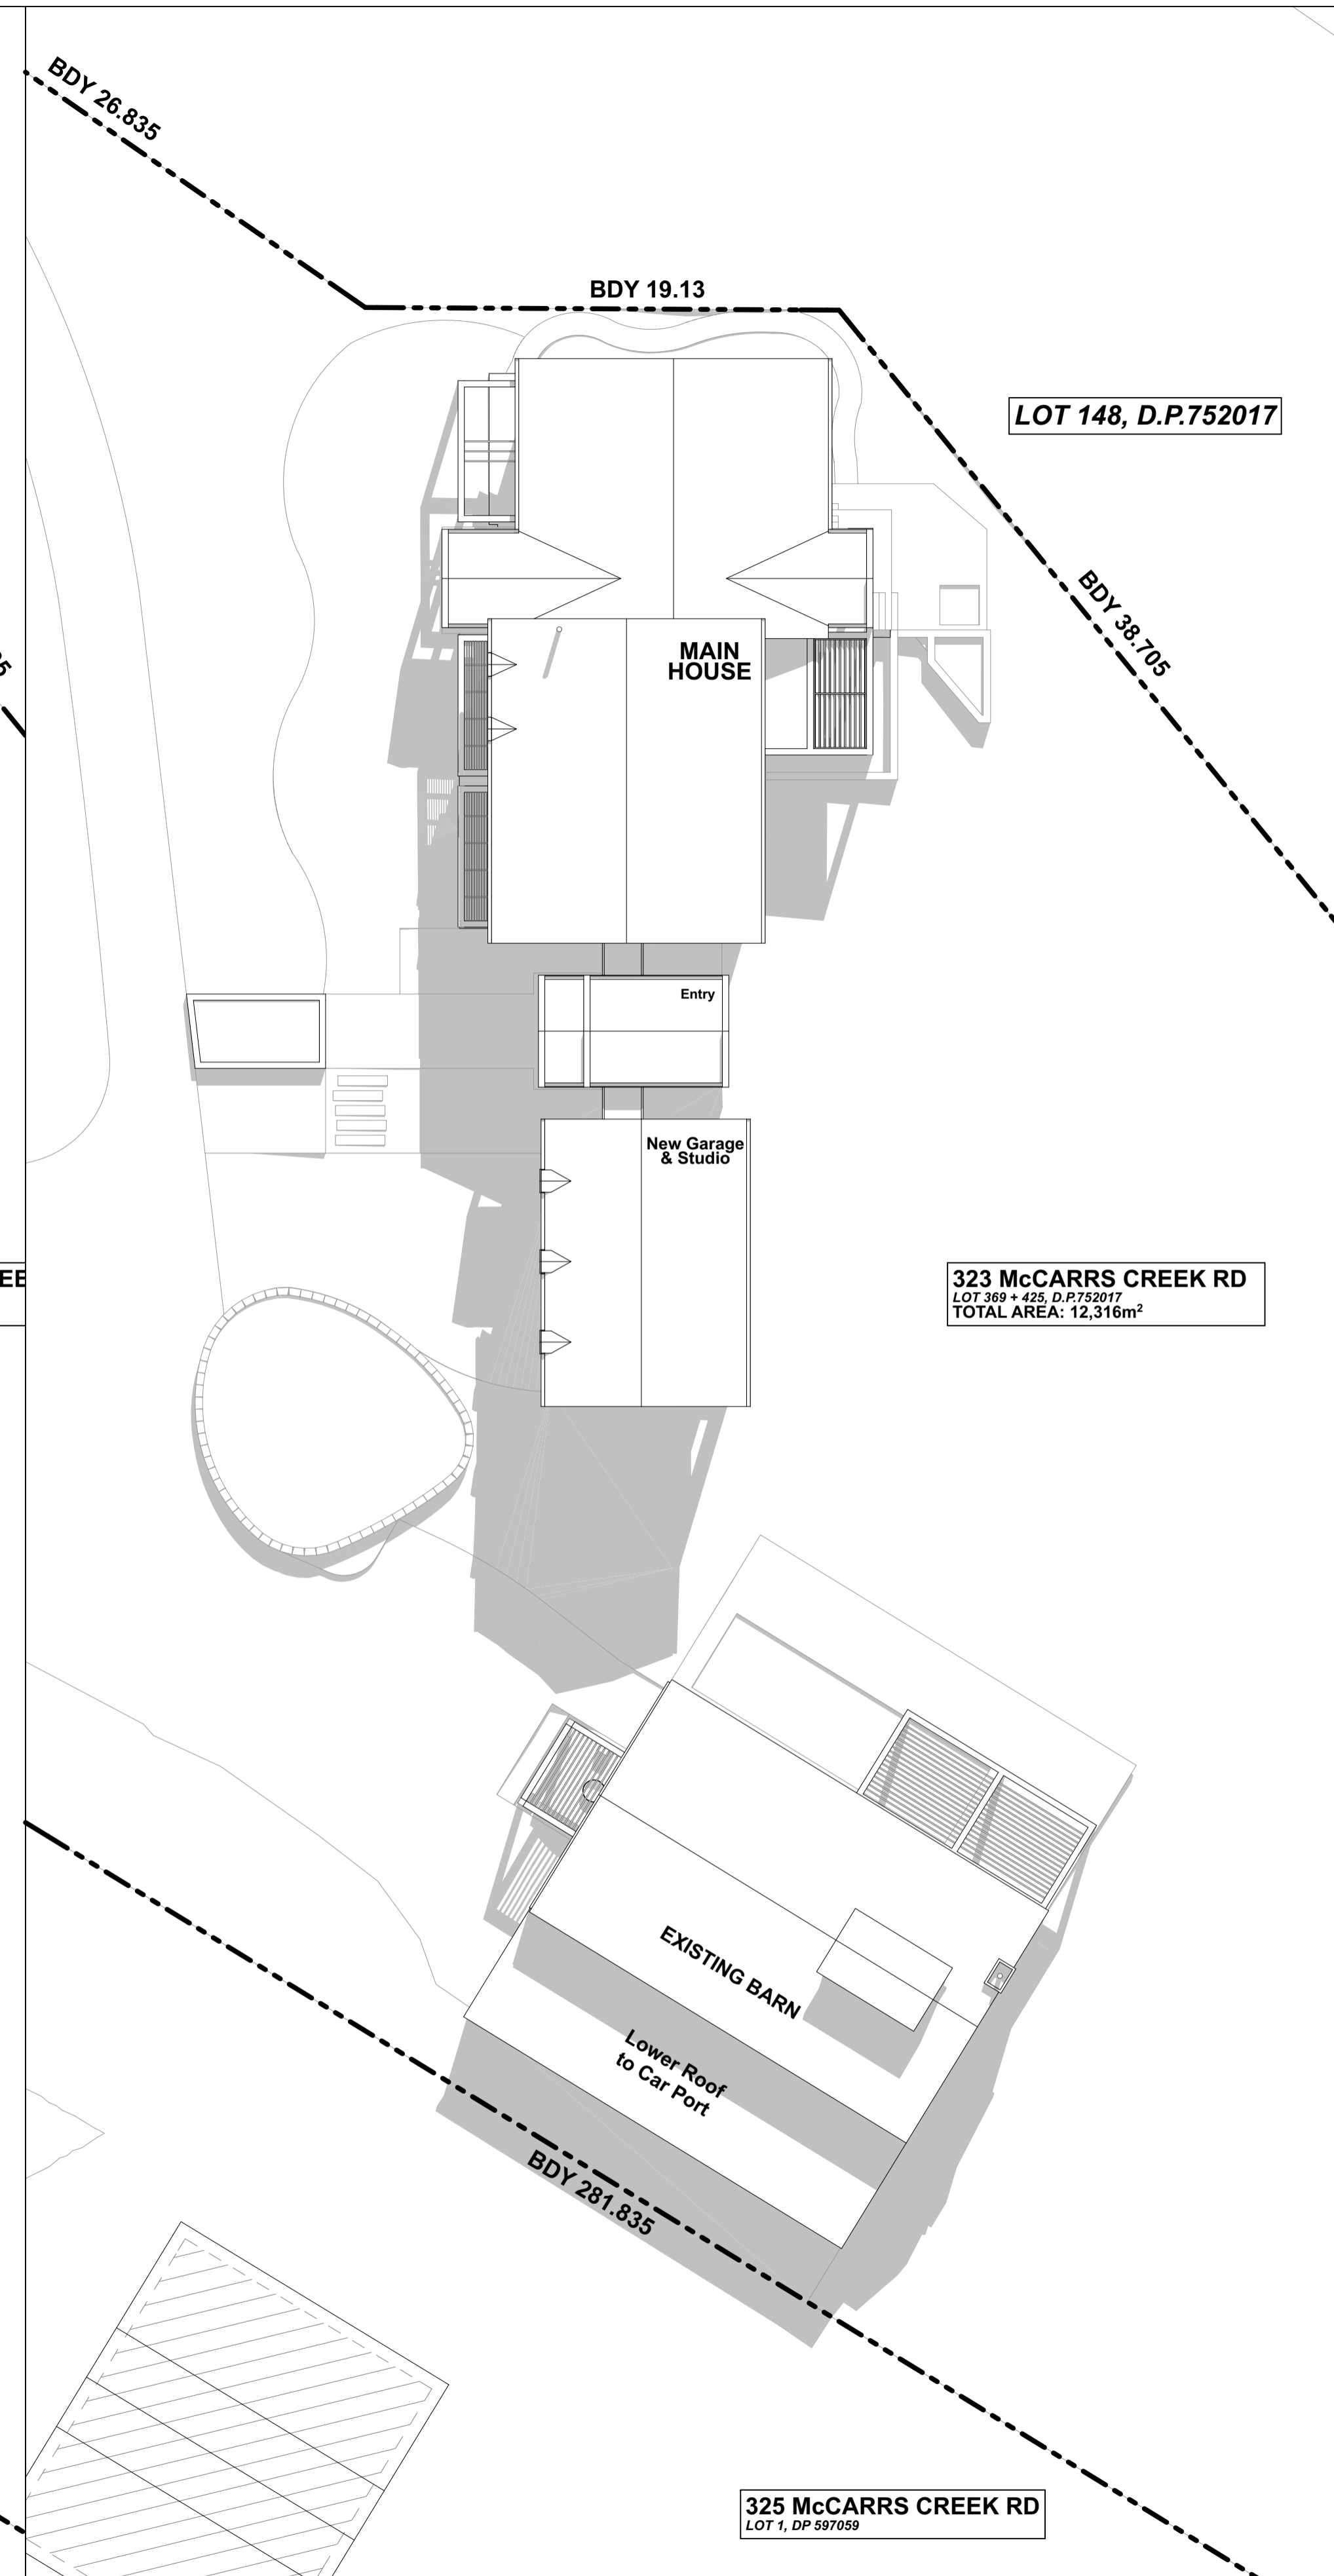 BDY 26.835
BDY 19.13
LOT 148, D.P.752017
BDY 38.705
MAIN
HOUSE
Entry
New Garage
& Studio
323 McCARRS CREEK RD
LOT 369 + 425, D.P.752017
TOTAL AREA: 12,316m²
EXISTING BARN
Lower Roof
to Car Port
BDY 281.835
325 McCARRS CREEK RD
LOT 1, DP 597059